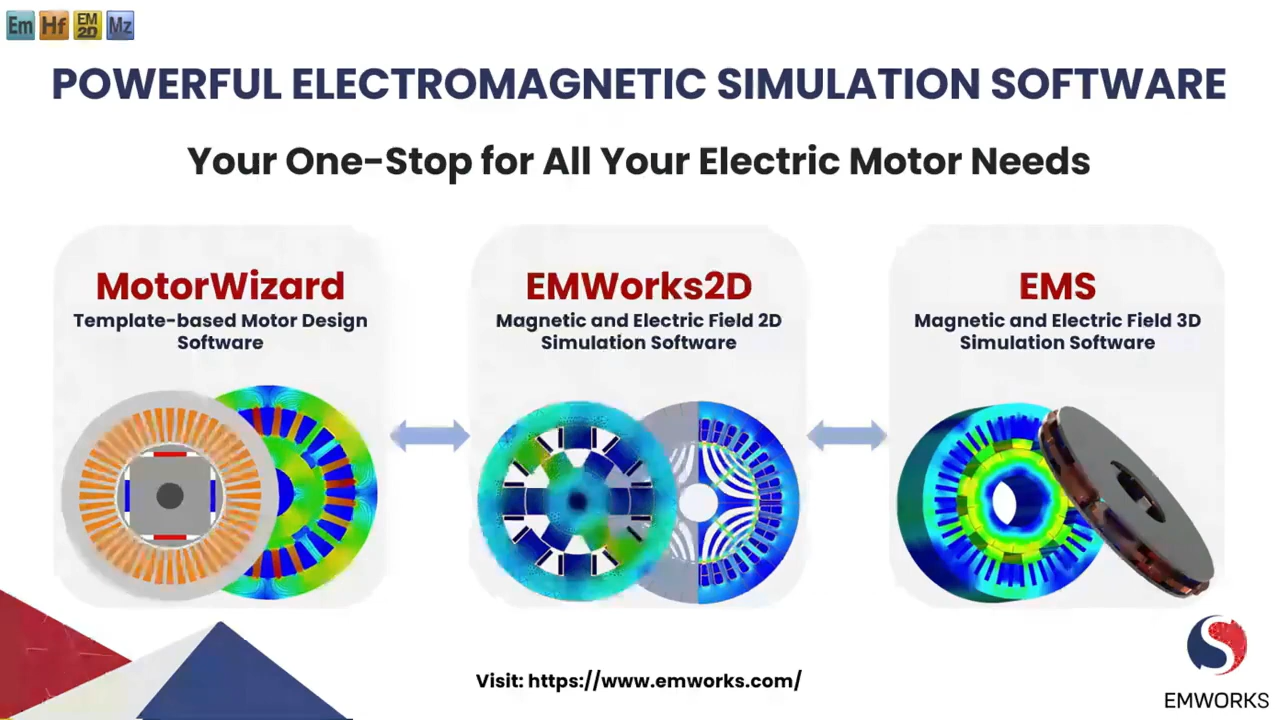 Em Hf EM 2D Mz
POWERFUL ELECTROMAGNETIC SIMULATION SOFTWARE
Your One-Stop for All Your Electric Motor Needs
MotorWizard
Template-based Motor Design
Software
EMWorks2D
Magnetic and Electric Field 2D
Simulation Software
EMS
Magnetic and Electric Field 3D
Simulation Software
Visit: https://www.emworks.com/
EMWORKS